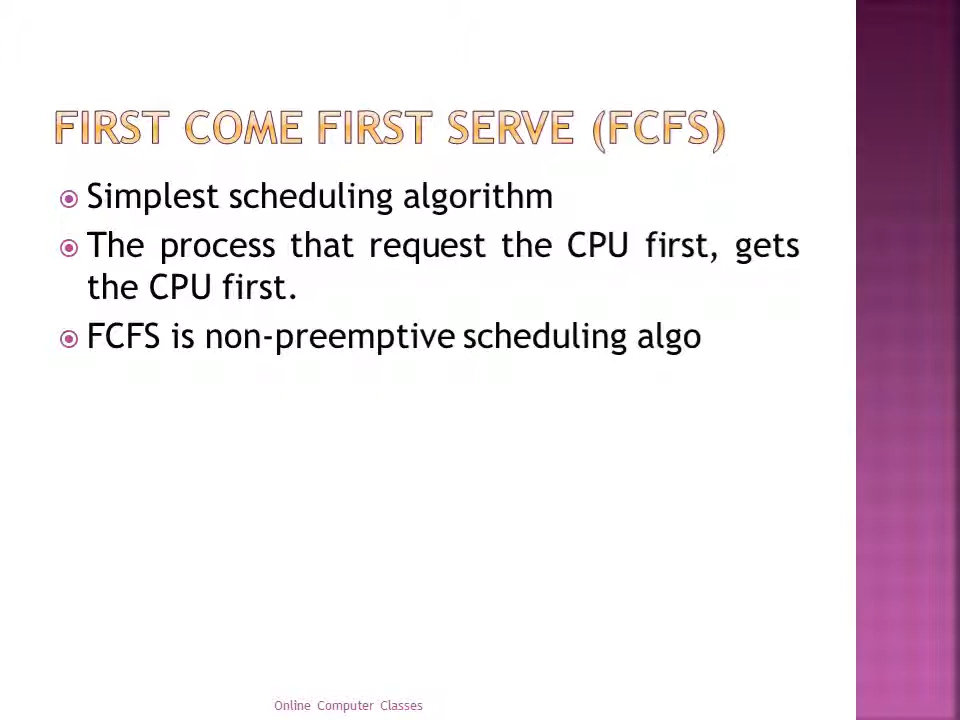 FIRST COME FIRST SERVE (FCFS)
Simplest scheduling algorithm
The process that request the CPU first, gets
the CPU first.
FCFS is non-preemptive scheduling algo
Online Computer Classes